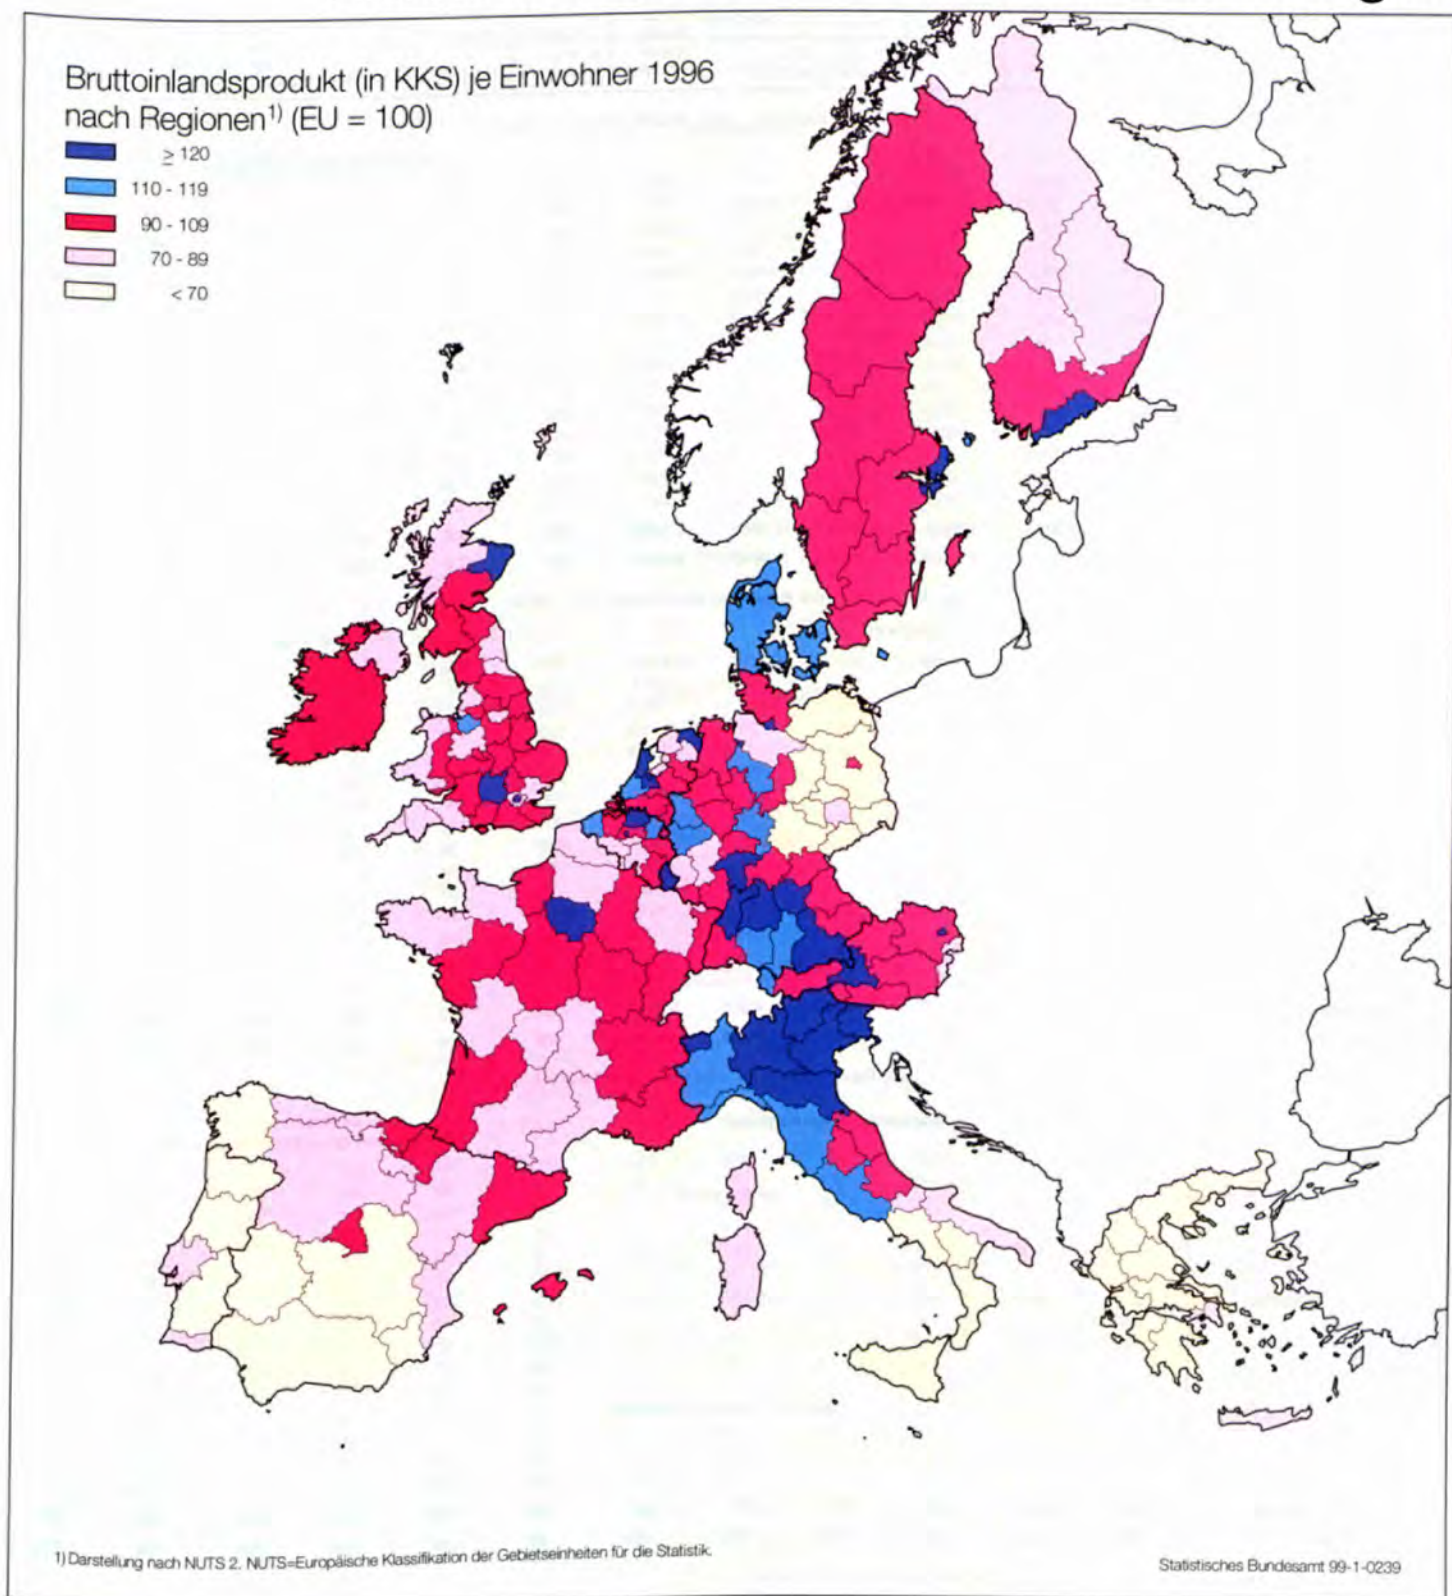 Bruttoinlandsprodukt (in KKS) je Einwohner 1996
nach Regionen¹⁾ (EU = 100)
≥ 120
110 - 119
90 - 109
70 - 89
< 70
1) Darstellung nach NUTS 2. NUTS=Europäische Klassifikation der Gebietseinheiten für die Statistik.
Statistisches Bundesamt 99-1-0239